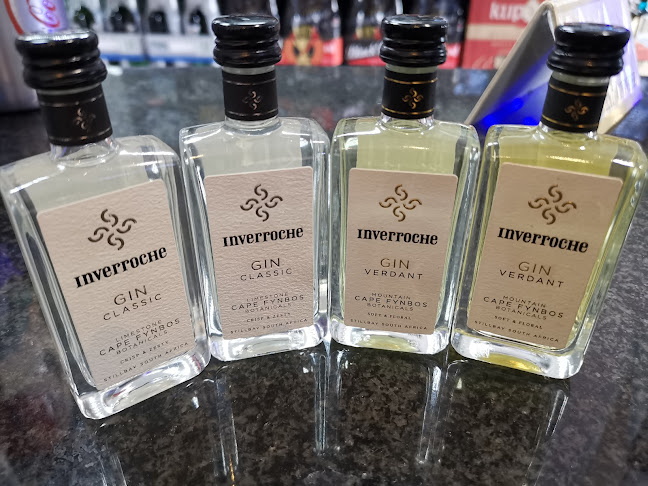 INVERROCHE
GIN
CLASSIC
LIMESTONE
CAPE FYNBOS
BOTANICALS
CRISP & ZESTY
STILLBAY SOUTH AFRICA
INVERROCHE
GIN
CLASSIC
LIMESTONE
CAPE FYNBOS
BOTANICALS
CRISP & ZESTY
STILLBAY SOUTH AFRICA
INVERROCHE
GIN
VERDANT
MOUNTAIN
CAPE FYNBOS
BOTANICALS
SOFT & FLORAL
STILLBAY SOUTH AFRICA
INVERROCHE
GIN
VERDANT
MOUNTAIN
CAPE FYNBOS
BOTANICALS
SOFT & FLORAL
STILLBAY SOUTH AFRICA